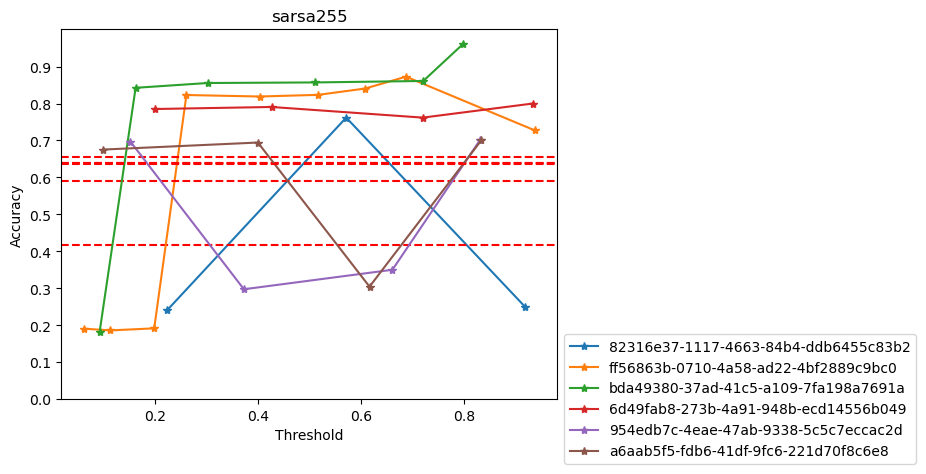 sarsa255
0.9
0.8
0.7
0.6
0.5
0.4
0.3
0.2
0.1
0.0
Accuracy
0.2 0.4 0.6 0.8
Threshold
82316e37-1117-4663-84b4-ddb6455c83b2
ff56863b-0710-4a58-ad22-4bf2889c9bc0
bda49380-37ad-41c5-a109-7fa198a7691a
6d49fab8-273b-4a91-948b-ecd14556b049
954edb7c-4eae-47ab-9338-5c5c7eccac2d
a6aab5f5-fdb6-41df-9fc6-221d70f8c6e8